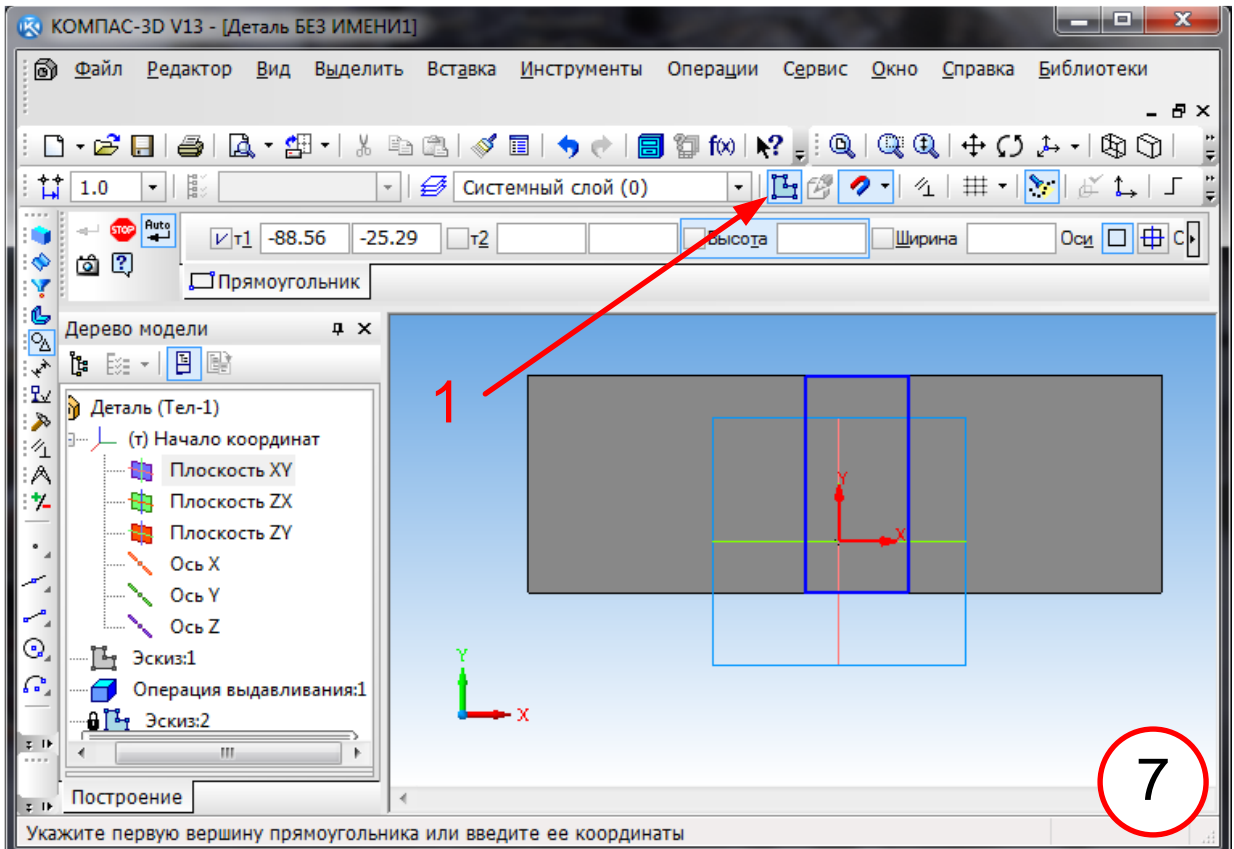 КОМПАС-3D V13 - [Деталь БЕЗ ИМЕНИ1]
Файл Редактор Вид Выделить Вставка Инструменты Операции Сервис Окно Справка Библиотеки
f(x)
1.0 Системный слой (0)
STOP Auto т1 -88.56 -25.29 т2 Высота Ширина Оси С
Прямоугольник
Дерево модели
1
Деталь (Тел-1)
(т) Начало координат
Плоскость XY
Плоскость ZX
Плоскость ZY
Ось X
Ось Y
Ось Z
Эскиз:1
Операция выдавливания:1
Эскиз:2
Y
X
Y
X
Построение
7
Укажите первую вершину прямоугольника или введите ее координаты